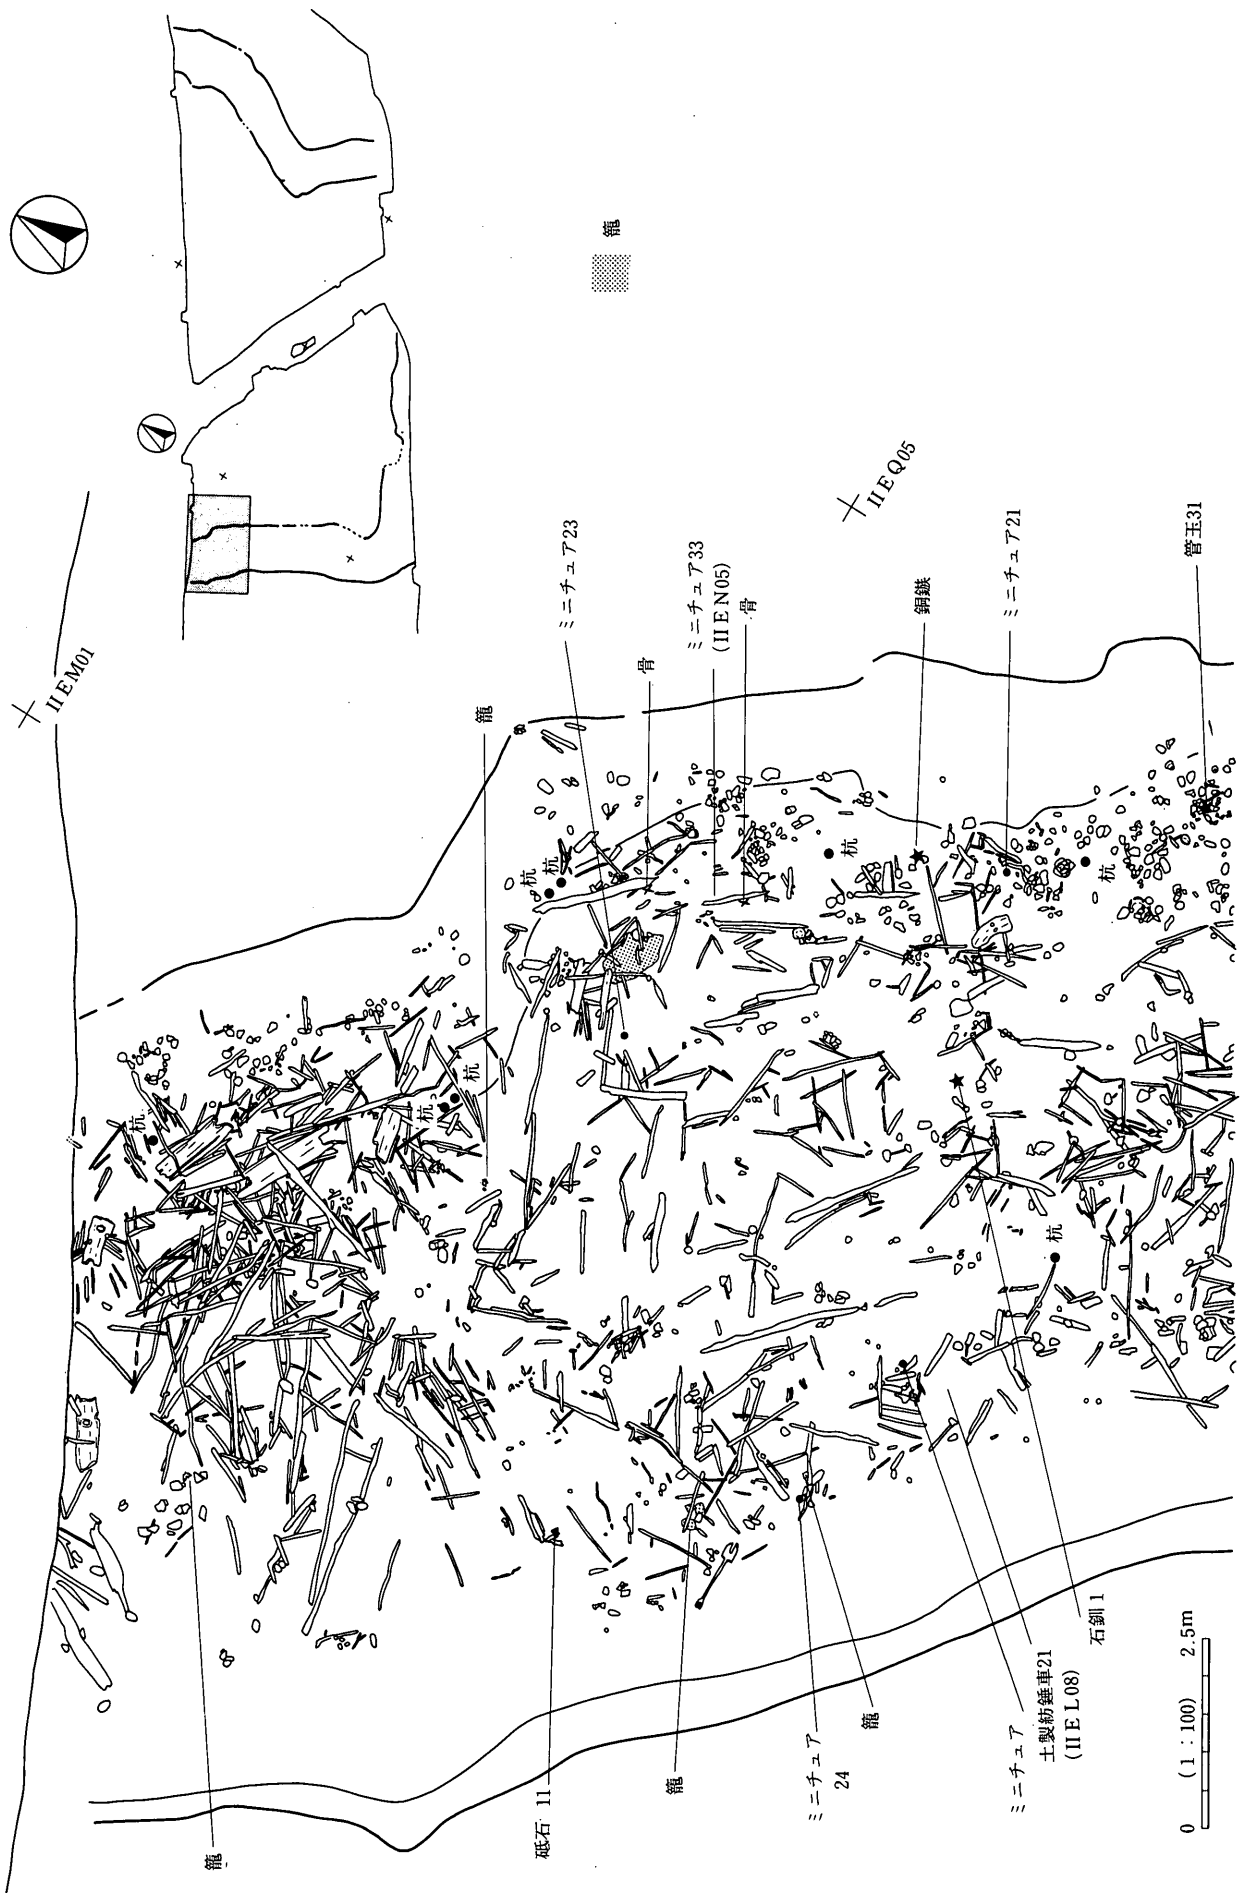 籠
IIEM01
IIEQ05
ミニチュア23
骨
ミニチュア33
(IIEN05)
骨
銅鏃
ミニチュア21
管玉31
籠
杭
杭
杭
杭
杭
杭
杭
杭
籠
砥石 11
籠
ミニチュア
24
籠
ミニチュア
土製紡錘車21
(IIEL08)
石釧1
0 (1：100) 2.5m